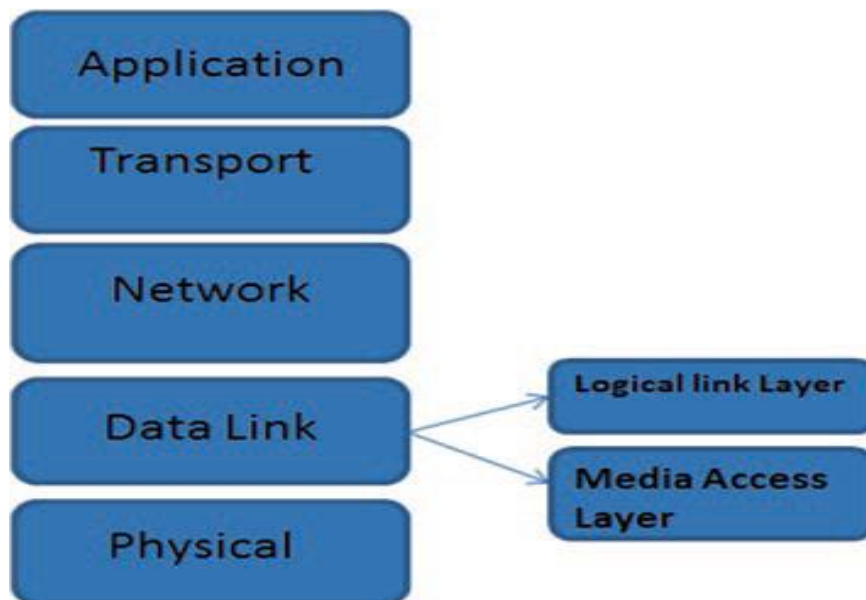 Application
Transport
Network
Data Link
Physical
Logical link Layer
Media Access
Layer